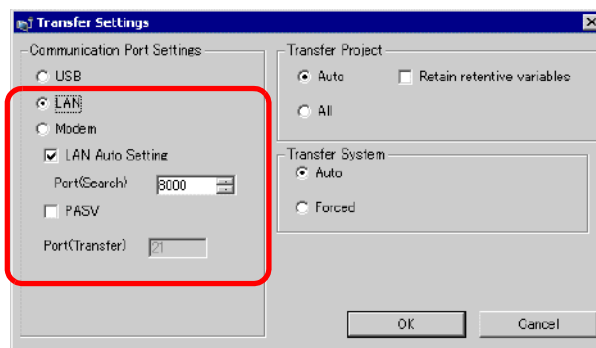 Transfer Settings
Communication Port Settings
USB
LAN
Modem
LAN Auto Setting
Port(Search) 8000
PASV
Port(Transfer) 21
Transfer Project
Auto Retain retentive variables
All
Transfer System
Auto
Forced
OK Cancel